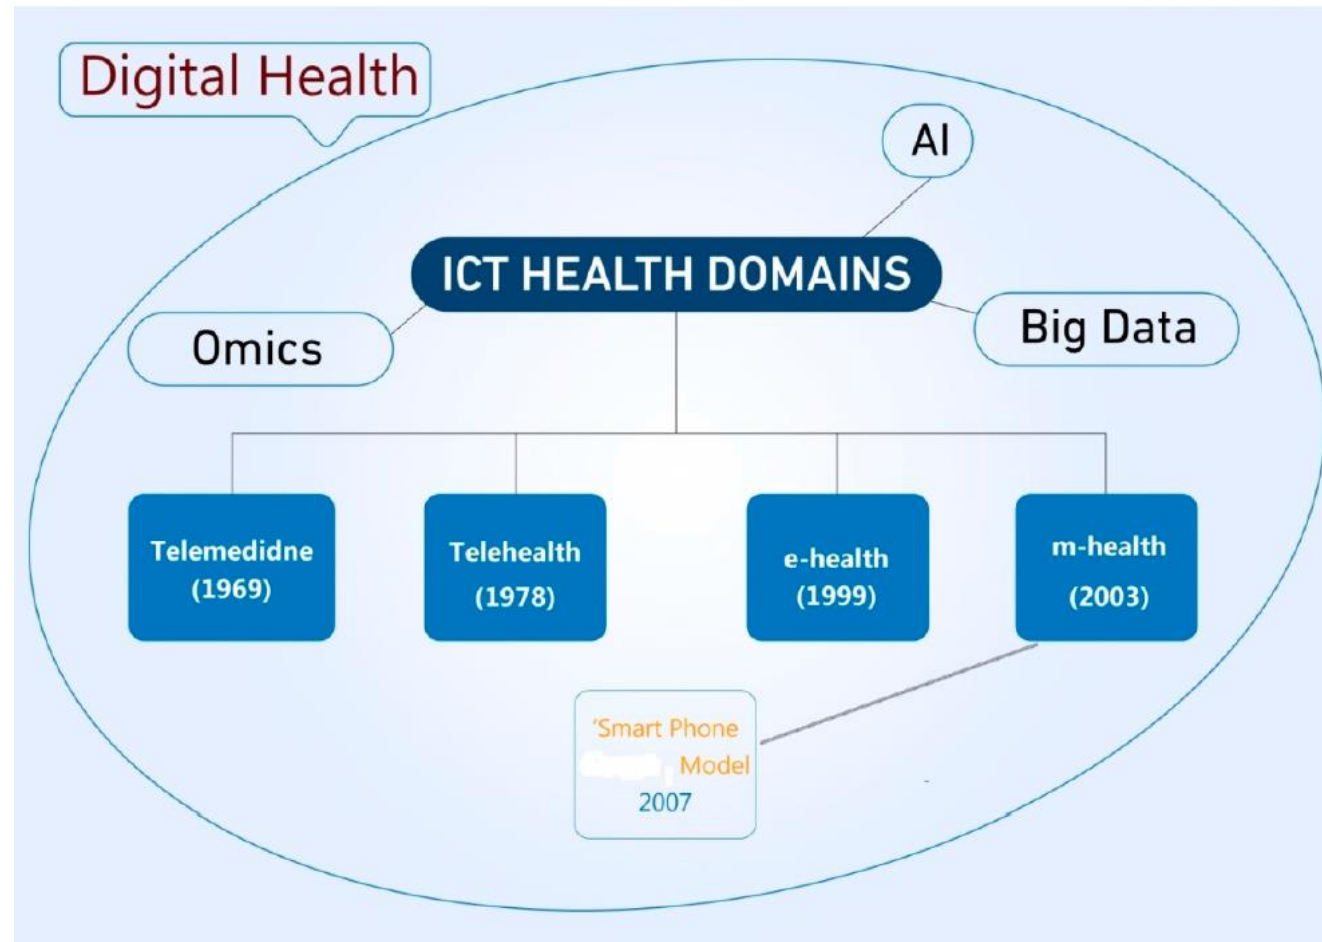 Digital Health
AI
ICT HEALTH DOMAINS
Omics
Big Data
Telemedidne
(1969)
Telehealth
(1978)
e-health
(1999)
m-health
(2003)
‘Smart Phone
Model
2007